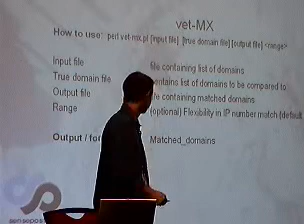 vet-MX
How to use: perl vet-mx.pl [input file] [true domain file] [output file] <range>
Input file file containing list of domains
True domain file contains list of domains to be compared to
Output file file containing matched domains
Range (optional) Flexibility in IP number match (default
Output / Matched_domains
sensepost